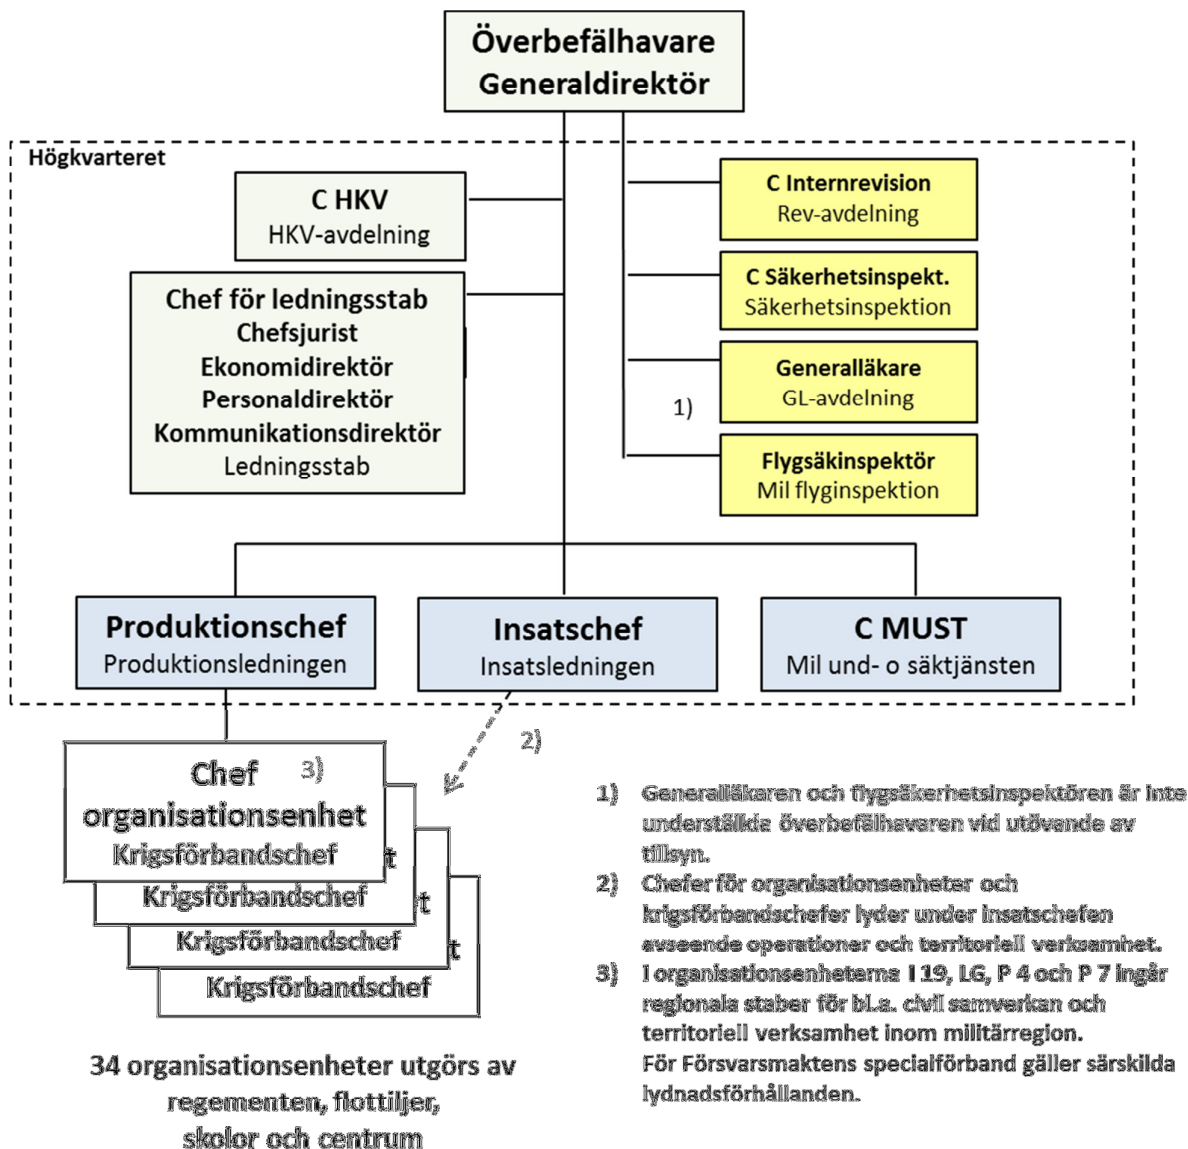 Överbefälhavare
Generaldirektör
Högkvarteret
C HKV
HKV-avdelning
Chef för ledningsstab
Chefsjurist
Ekonomidirektör
Personaldirektör
Kommunikationsdirektör
Ledningsstab
C Internrevision
Rev-avdelning
C Säkerhetsinspekt.
Säkerhetsinspektion
Generalläkare
GL-avdelning
1)
Flygsäkinspektör
Mil flyginspektion
Produktionschef
Produktionsledningen
Insatschef
Insatsledningen
C MUST
Mil und- o säktjänsten
2)
Chef 3)
organisationsenhet
Krigsförbandschef
t
Krigsförbandschef
t
Krigsförbandschef
t
Krigsförbandschef
34 organisationsenheter utgörs av
regementen, flottiljer,
skolor och centrum
1) Generalläkaren och flygsäkerhetsinspektören är inte
underställda överbefälhavaren vid utövande av
tillsyn.
2) Chefer för organisationsenheter och
krigsförbandschefer lyder under insatschefen
avseende operationer och territoriell verksamhet.
3) I organisationsenheterna I 19, LG, P 4 och P 7 ingår
regionala staber för bl.a. civil samverkan och
territoriell verksamhet inom militärregion.
För Försvarsmaktens specialförband gäller särskilda
lydnadsförhållanden.